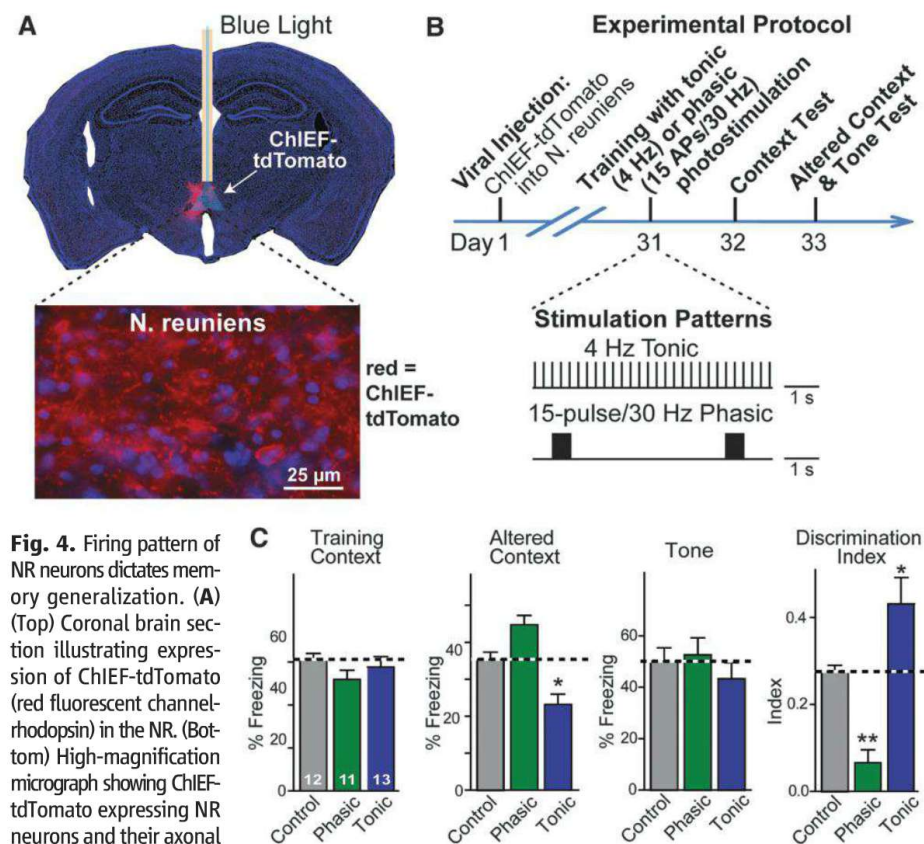 A
Blue Light
ChIEF-
tdTomato
N. reuniens
25 µm
red =
ChIEF-
tdTomato
B
Experimental Protocol
Viral Injection:
ChIEF-tdTomato
into N. reuniens
Training with tonic
(4 Hz) or phasic
(15 APs/30 Hz)
photostimulation
Context Test
Altered Context
& Tone Test
Day 1
31
32
33
Stimulation Patterns
4 Hz Tonic
1 s
15-pulse/30 Hz Phasic
1 s
Fig. 4. Firing pattern of
NR neurons dictates mem-
ory generalization. (A)
(Top) Coronal brain sec-
tion illustrating expres-
sion of ChIEF-tdTomato
(red fluorescent channel-
rhodopsin) in the NR. (Bot-
tom) High-magnification
micrograph showing ChIEF-
tdTomato expressing NR
neurons and their axonal
C
Training
Context
% Freezing
60
40
20
0
12
11
13
Control
Phasic
Tonic
Altered
Context
% Freezing
40
20
0
*
Control
Phasic
Tonic
Tone
% Freezing
60
40
20
0
Control
Phasic
Tonic
Discrimination
Index
Index
0.4
0.2
0
**
*
Control
Phasic
Tonic